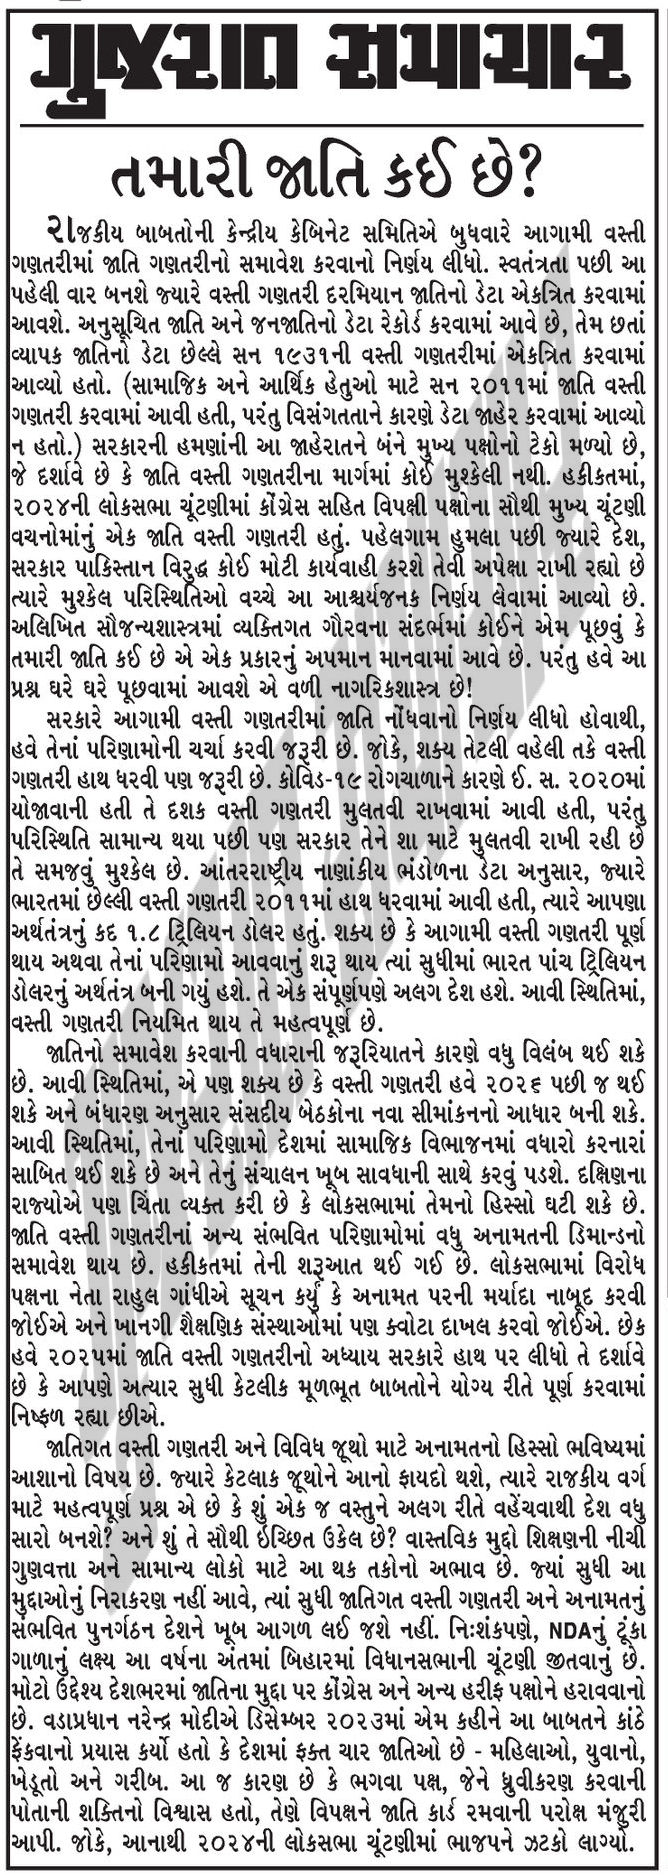 ગુજરાત સમાચાર
તમારી જાતિ કઈ છે?
રાજકીય બાબતોની કેન્દ્રીય કેબિનેટ સમિતિએ બુધવારે આગામી વસ્તી
ગણતરીમાં જાતિ ગણતરીનો સમાવેશ કરવાનો નિર્ણય લીધો. સ્વતંત્રતા પછી આ
પહેલી વાર બનશે જ્યારે વસ્તી ગણતરી દરમિયાન જાતિનો ડેટા એકત્રિત કરવામાં
આવશે. અનુસૂચિત જાતિ અને જનજાતિનો ડેટા રેકોર્ડ કરવામાં આવે છે, તેમ છતાં
વ્યાપક જાતિનો ડેટા છેલ્લે સન ૧૯૩૧ની વસ્તી ગણતરીમાં એકત્રિત કરવામાં
આવ્યો હતો. (સામાજિક અને આર્થિક હેતુઓ માટે સન ૨૦૧૧માં જાતિ વસ્તી
ગણતરી કરવામાં આવી હતી, પરંતુ વિસંગતતાને કારણે ડેટા જાહેર કરવામાં આવ્યો
ન હતો.) સરકારની હમણાંની આ જાહેરાતને બંને મુખ્ય પક્ષોનો ટેકો મળ્યો છે,
જે દર્શાવે છે કે જાતિ વસ્તી ગણતરીના માર્ગમાં કોઈ મુશ્કેલી નથી. હકીકતમાં,
૨૦૨૪ની લોકસભા ચૂંટણીમાં કોંગ્રેસ સહિત વિપક્ષી પક્ષોના સૌથી મુખ્ય ચૂંટણી
વચનોમાંનું એક જાતિ વસ્તી ગણતરી હતું. પહેલગામ હુમલા પછી જ્યારે દેશ,
સરકાર પાકિસ્તાન વિરુદ્ધ કોઈ મોટી કાર્યવાહી કરશે તેવી અપેક્ષા રાખી રહ્યો છે
ત્યારે મુશ્કેલ પરિસ્થિતિઓ વચ્ચે આ આશ્ચર્યજનક નિર્ણય લેવામાં આવ્યો છે.
અલિખિત સૌજન્યશાસ્ત્રમાં વ્યક્તિગત ગૌરવના સંદર્ભમાં કોઈને એમ પૂછવું કે
તમારી જાતિ કઈ છે એ એક પ્રકારનું અપમાન માનવામાં આવે છે. પરંતુ હવે આ
પ્રશ્ન ઘરે ઘરે પૂછવામાં આવશે એ વળી નાગરિકશાસ્ત્ર છે!
સરકારે આગામી વસ્તી ગણતરીમાં જાતિ નોંધવાનો નિર્ણય લીધો હોવાથી,
હવે તેનાં પરિણામોની ચર્ચા કરવી જરૂરી છે. જોકે, શક્ય તેટલી વહેલી તકે વસ્તી
ગણતરી હાથ ધરવી પણ જરૂરી છે. કોવિડ-૧૯ રોગચાળાને કારણે ઈ. સ. ૨૦૨૦માં
યોજાવાની હતી તે દશક વસ્તી ગણતરી મુલતવી રાખવામાં આવી હતી, પરંતુ
પરિસ્થિતિ સામાન્ય થયા પછી પણ સરકાર તેને શા માટે મુલતવી રાખી રહી છે
તે સમજવું મુશ્કેલ છે. આંતરરાષ્ટ્રીય નાણાંકીય ભંડોળના ડેટા અનુસાર, જ્યારે
ભારતમાં છેલ્લી વસ્તી ગણતરી ૨૦૧૧માં હાથ ધરવામાં આવી હતી, ત્યારે આપણા
અર્થતંત્રનું કદ ૧.૮ ટ્રિલિયન ડોલર હતું. શક્ય છે કે આગામી વસ્તી ગણતરી પૂર્ણ
થાય અથવા તેનાં પરિણામો આવવાનું શરૂ થાય ત્યાં સુધીમાં ભારત પાંચ ટ્રિલિયન
ડોલરનું અર્થતંત્ર બની ગયું હશે. તે એક સંપૂર્ણપણે અલગ દેશ હશે. આવી સ્થિતિમાં,
વસ્તી ગણતરી નિયમિત થાય તે મહત્વપૂર્ણ છે.
જાતિનો સમાવેશ કરવાની વધારાની જરૂરિયાતને કારણે વધુ વિલંબ થઈ શકે
છે. આવી સ્થિતિમાં, એ પણ શક્ય છે કે વસ્તી ગણતરી હવે ૨૦૨૬ પછી જ થઈ
શકે અને બંધારણ અનુસાર સંસદીય બેઠકોના નવા સીમાંકનનો આધાર બની શકે.
આવી સ્થિતિમાં, તેનાં પરિણામો દેશમાં સામાજિક વિભાજનમાં વધારો કરનારાં
સાબિત થઈ શકે છે અને તેનું સંચાલન ખૂબ સાવધાની સાથે કરવું પડશે. દક્ષિણના
રાજ્યોએ પણ ચિંતા વ્યક્ત કરી છે કે લોકસભામાં તેમનો હિસ્સો ઘટી શકે છે.
જાતિ વસ્તી ગણતરીનાં અન્ય સંભવિત પરિણામોમાં વધુ અનામતની ડિમાન્ડનો
સમાવેશ થાય છે. હકીકતમાં તેની શરૂઆત થઈ ગઈ છે. લોકસભામાં વિરોધ
પક્ષના નેતા રાહુલ ગાંધીએ સૂચન કર્યું કે અનામત પરની મર્યાદા નાબૂદ કરવી
જોઈએ અને ખાનગી શૈક્ષણિક સંસ્થાઓમાં પણ ક્વોટા દાખલ કરવો જોઈએ. છેક
હવે ૨૦૨૫માં જાતિ વસ્તી ગણતરીનો અધ્યાય સરકારે હાથ પર લીધો તે દર્શાવે
છે કે આપણે અત્યાર સુધી કેટલીક મૂળભૂત બાબતોને યોગ્ય રીતે પૂર્ણ કરવામાં
નિષ્ફળ રહ્યા છીએ.
જાતિગત વસ્તી ગણતરી અને વિવિધ જૂથો માટે અનામતનો હિસ્સો ભવિષ્યમાં
આશાનો વિષય છે. જ્યારે કેટલાક જૂથોને આનો ફાયદો થશે, ત્યારે રાજકીય વર્ગ
માટે મહત્વપૂર્ણ પ્રશ્ન એ છે કે શું એક જ વસ્તુને અલગ રીતે વહેંચવાથી દેશ વધુ
સારો બનશે? અને શું તે સૌથી ઇચ્છિત ઉકેલ છે? વાસ્તવિક મુદ્દો શિક્ષણની નીચી
ગુણવત્તા અને સામાન્ય લોકો માટે આ થક તકોનો અભાવ છે. જ્યાં સુધી આ
મુદ્દાઓનું નિરાકરણ નહીં આવે, ત્યાં સુધી જાતિગત વસ્તી ગણતરી અને અનામતનું
સંભવિત પુનર્ગઠન દેશને ખૂબ આગળ લઈ જશે નહીં. નિઃશંકપણે, NDAનું ટૂંકા
ગાળાનું લક્ષ્ય આ વર્ષના અંતમાં બિહારમાં વિધાનસભાની ચૂંટણી જીતવાનું છે.
મોટો ઉદ્દેશ્ય દેશભરમાં જાતિના મુદ્દા પર કોંગ્રેસ અને અન્ય હરીફ પક્ષોને હરાવવાનો
છે. વડાપ્રધાન નરેન્દ્ર મોદીએ ડિસેમ્બર ૨૦૨૩માં એમ કહીને આ બાબતને કાંઠે
ફેંકવાનો પ્રયાસ કર્યો હતો કે દેશમાં ફક્ત ચાર જાતિઓ છે - મહિલાઓ, યુવાનો,
ખેડૂતો અને ગરીબ. આ જ કારણ છે કે ભગવા પક્ષ, જેને ધ્રુવીકરણ કરવાની
પોતાની શક્તિનો વિશ્વાસ હતો, તેણે વિપક્ષને જાતિ કાર્ડ રમવાની પરોક્ષ મંજુરી
આપી. જોકે, આનાથી ૨૦૨૪ની લોકસભા ચૂંટણીમાં ભાજપને ઝટકો લાગ્યો.